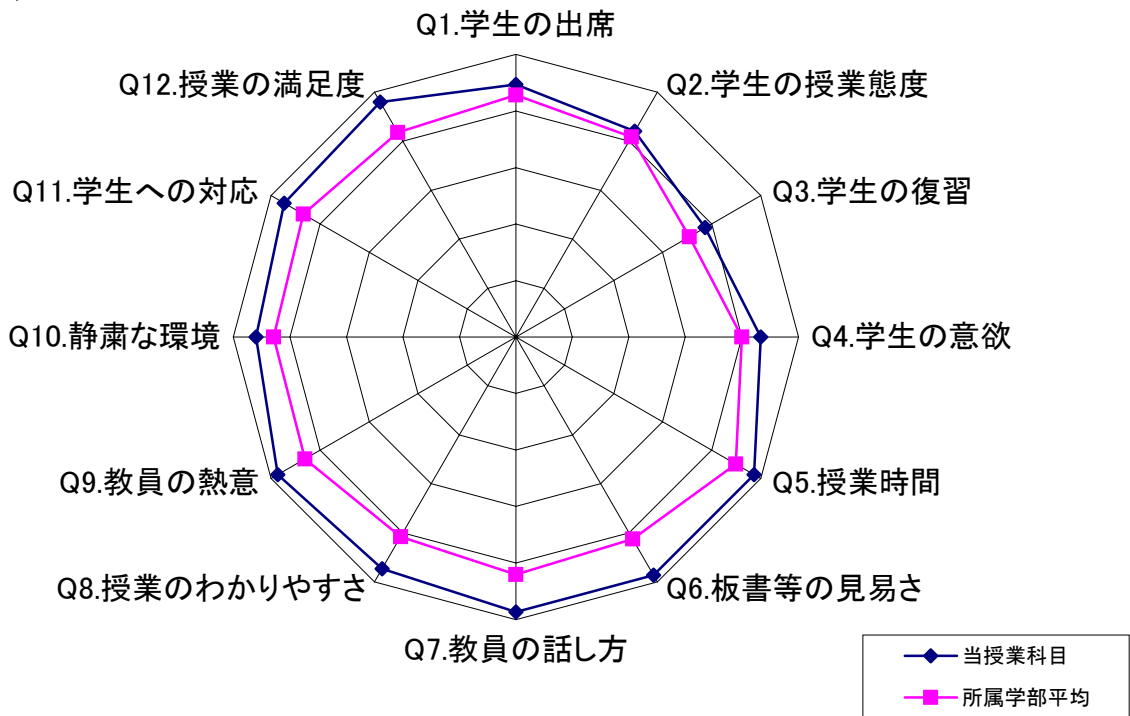 Q1.学生の出席
Q2.学生の授業態度
Q3.学生の復習
Q4.学生の意欲
Q5.授業時間
Q6.板書等の見易さ
Q7.教員の話し方
Q8.授業のわかりやすさ
Q9.教員の熱意
Q10.静粛な環境
Q11.学生への対応
Q12.授業の満足度
当授業科目
所属学部平均